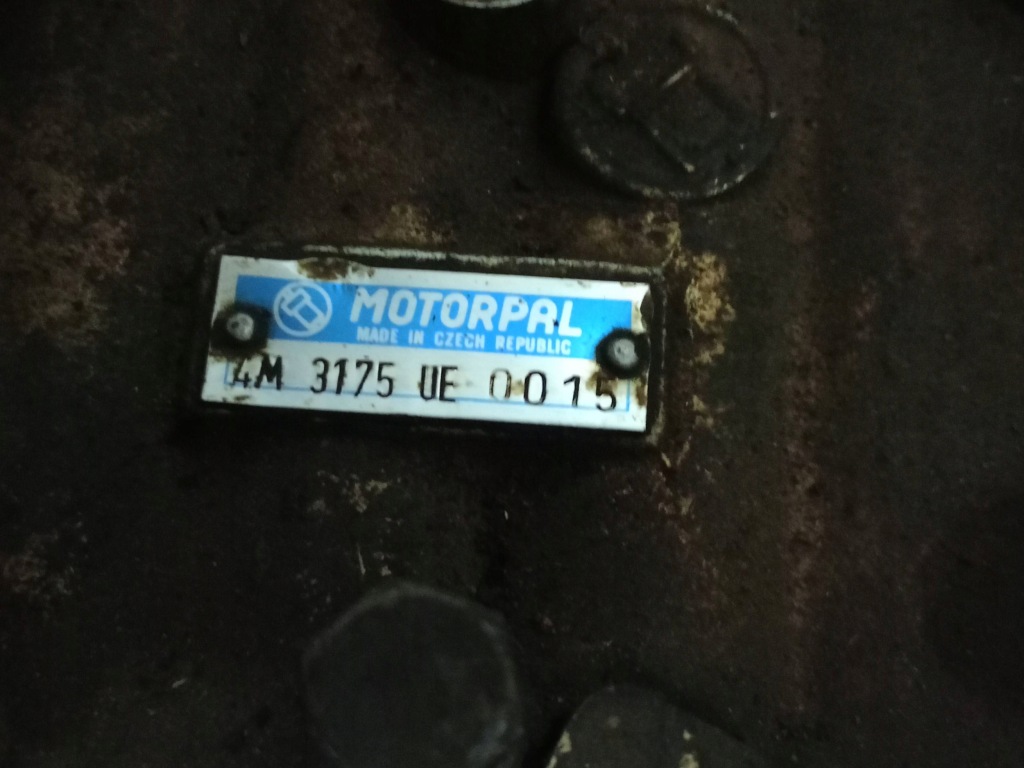 MOTORPAL
MADE IN CZECH REPUBLIC
4M 3175 UE 0015